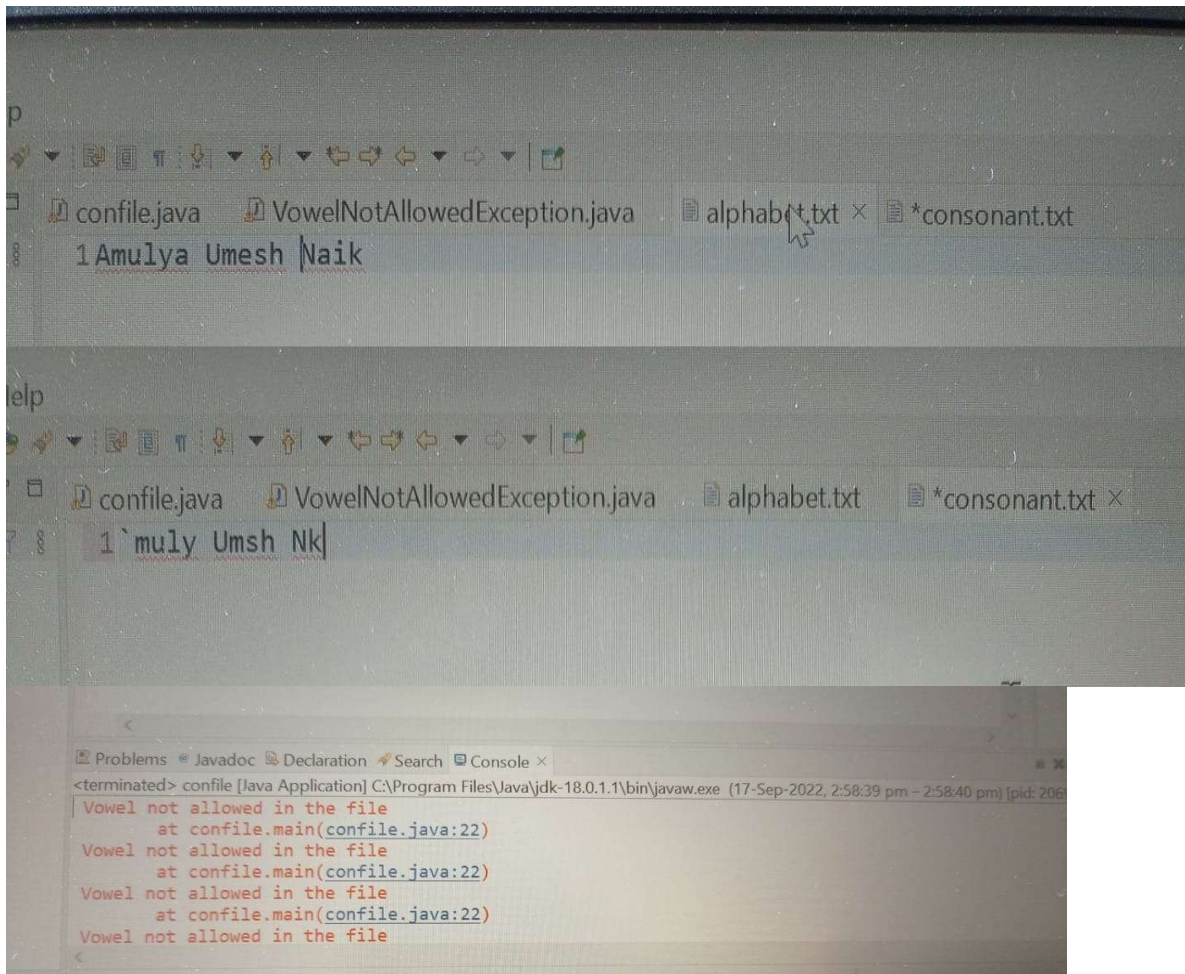 p
confile.java VowelNotAllowedException.java alphabet.txt *consonant.txt
1 Amulya Umesh Naik
Help
confile.java VowelNotAllowedException.java alphabet.txt *consonant.txt
1 `muly Umsh Nk
Problems Javadoc Declaration Search Console
<terminated> confile [Java Application] C:\Program Files\Java\jdk-18.0.1.1\bin\javaw.exe (17-Sep-2022, 2:58:39 pm – 2:58:40 pm) [pid: 206
Vowel not allowed in the file
at confile.main(confile.java:22)
Vowel not allowed in the file
at confile.main(confile.java:22)
Vowel not allowed in the file
at confile.main(confile.java:22)
Vowel not allowed in the file